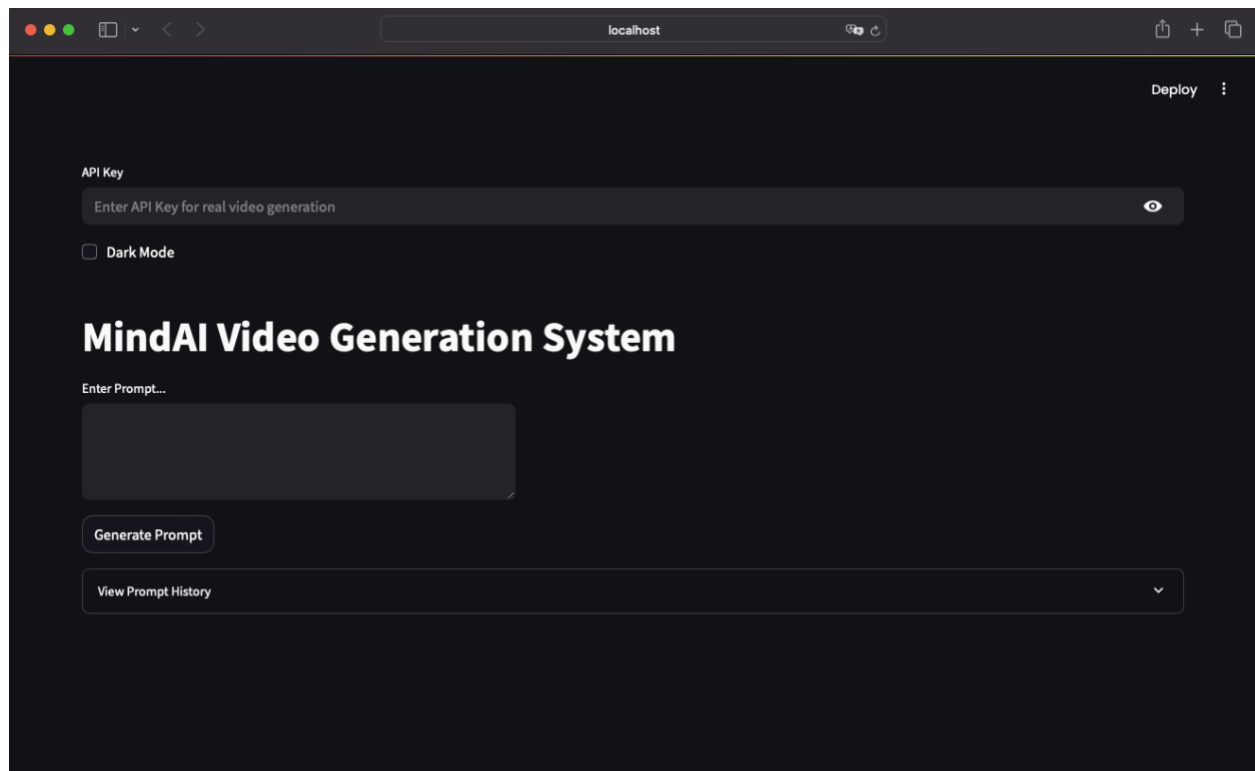 localhost
Deploy
API Key
Enter API Key for real video generation
Dark Mode
MindAI Video Generation System
Enter Prompt...
Generate Prompt
View Prompt History